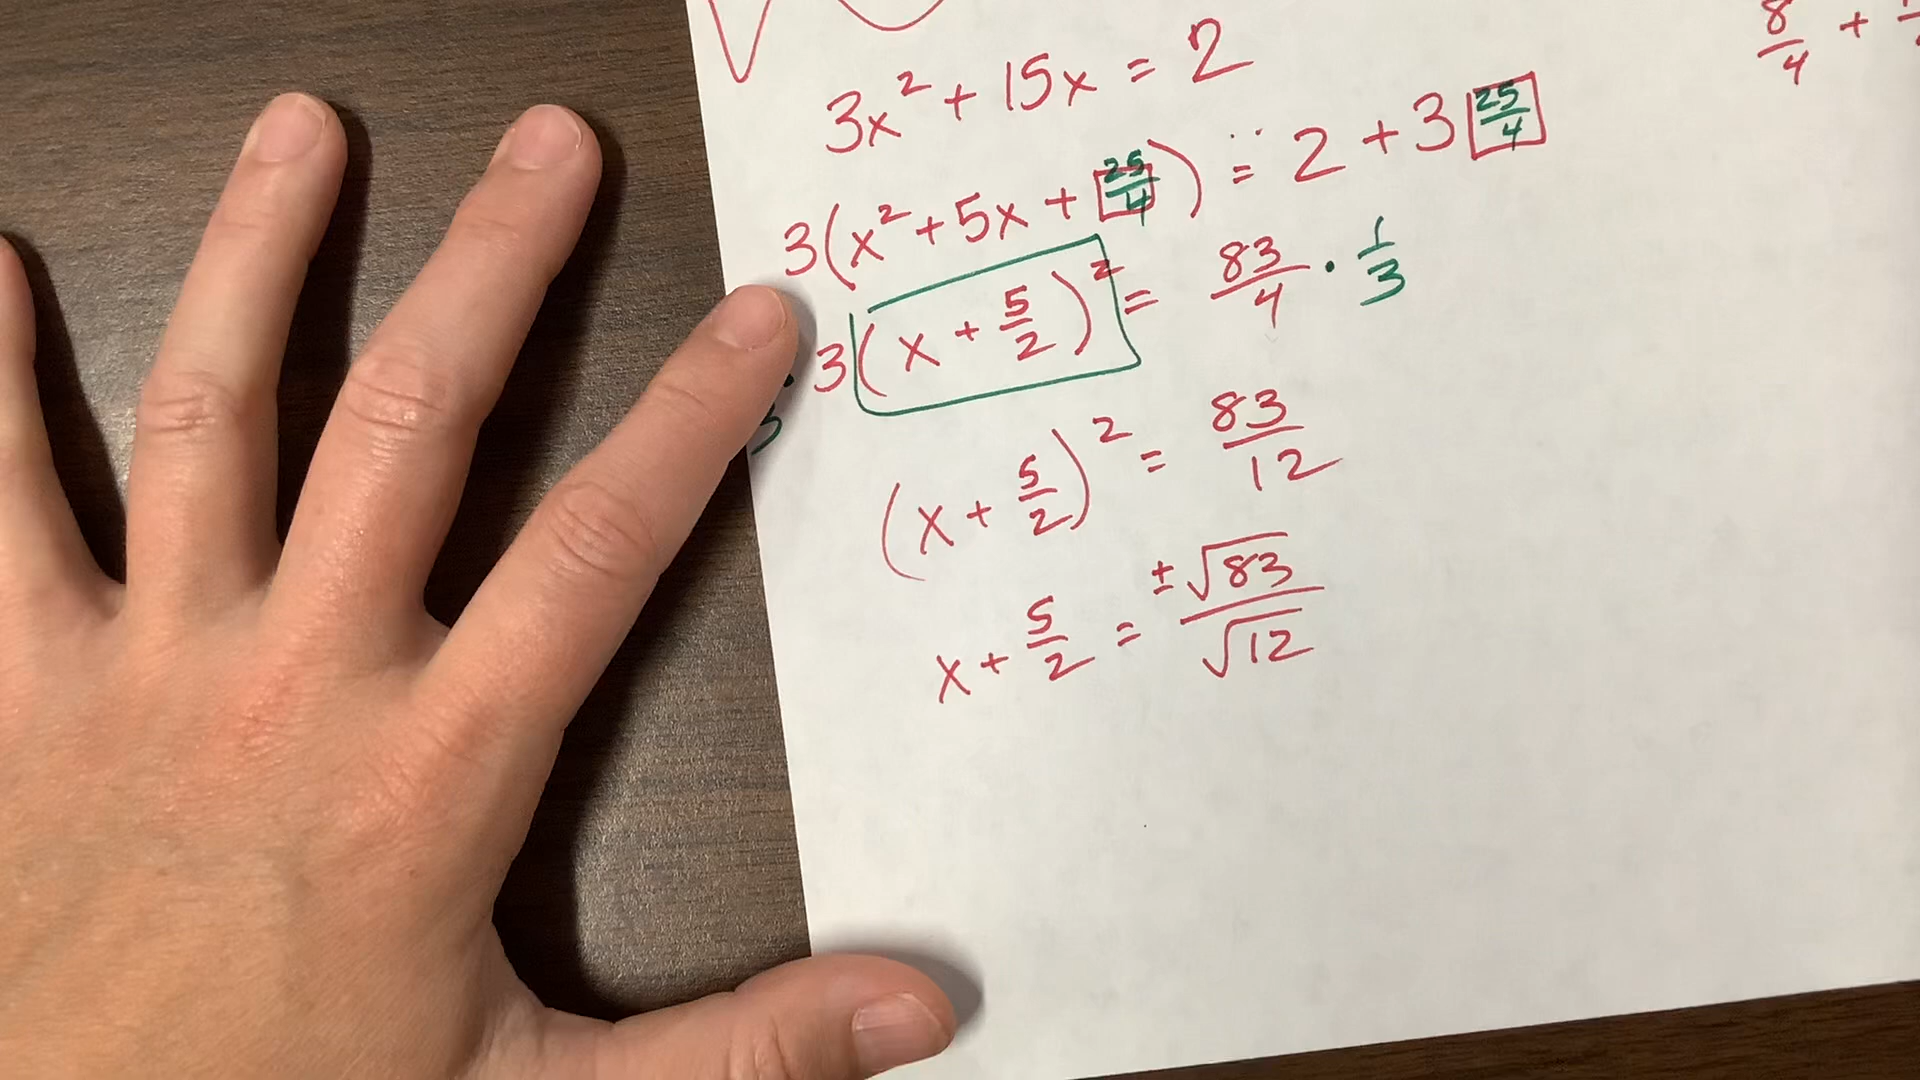 3x² + 15x = 2
8/4 +
3(x² + 5x + 25/4) = 2 + 3 25/4
3(x + 5/2)² = 83/4 · 1/3
(x + 5/2)² = 83/12
x + 5/2 = ±√83/√12